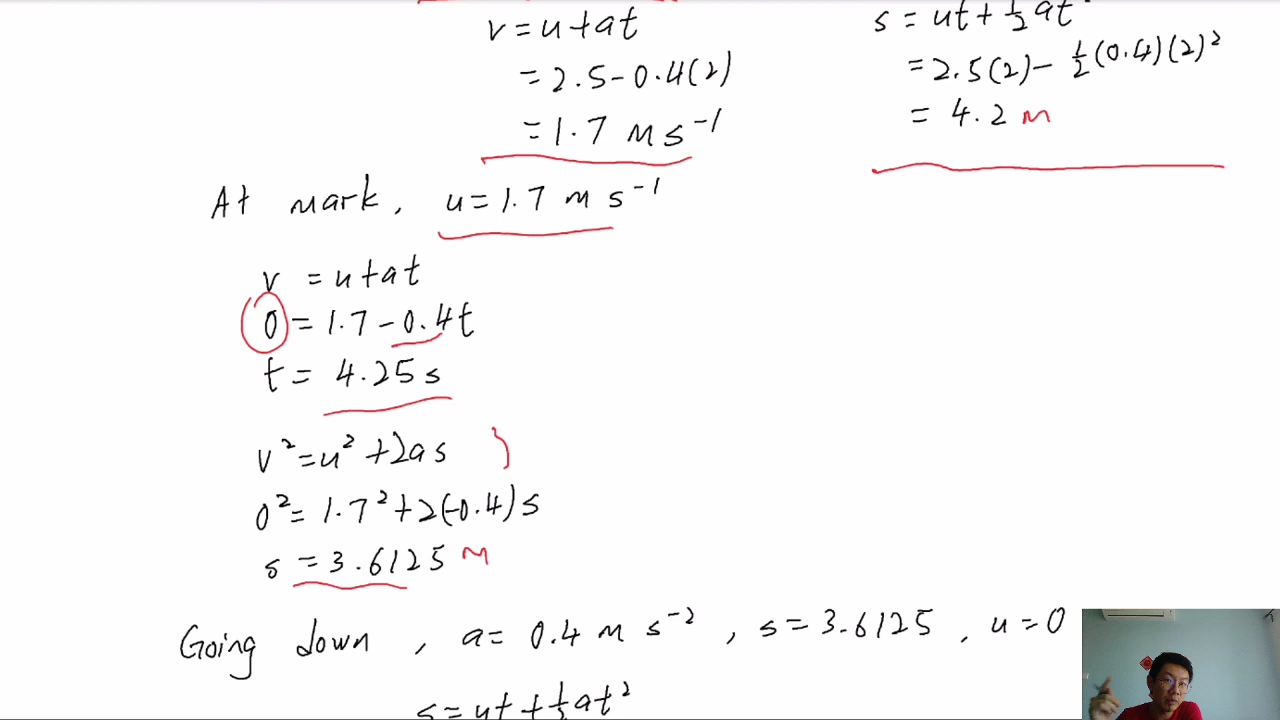 v = u + at
= 2.5 - 0.4(2)
= 1.7 m s⁻¹
s = ut + ½at²
= 2.5(2) - ½(0.4)(2)²
= 4.2 m
At mark, u = 1.7 m s⁻¹
v = u + at
0 = 1.7 - 0.4t
t = 4.25 s
v² = u² + 2as
0² = 1.7² + 2(-0.4)s
s = 3.6125 m
Going down, a = 0.4 m s⁻², s = 3.6125, u = 0
s = ut + ½at²